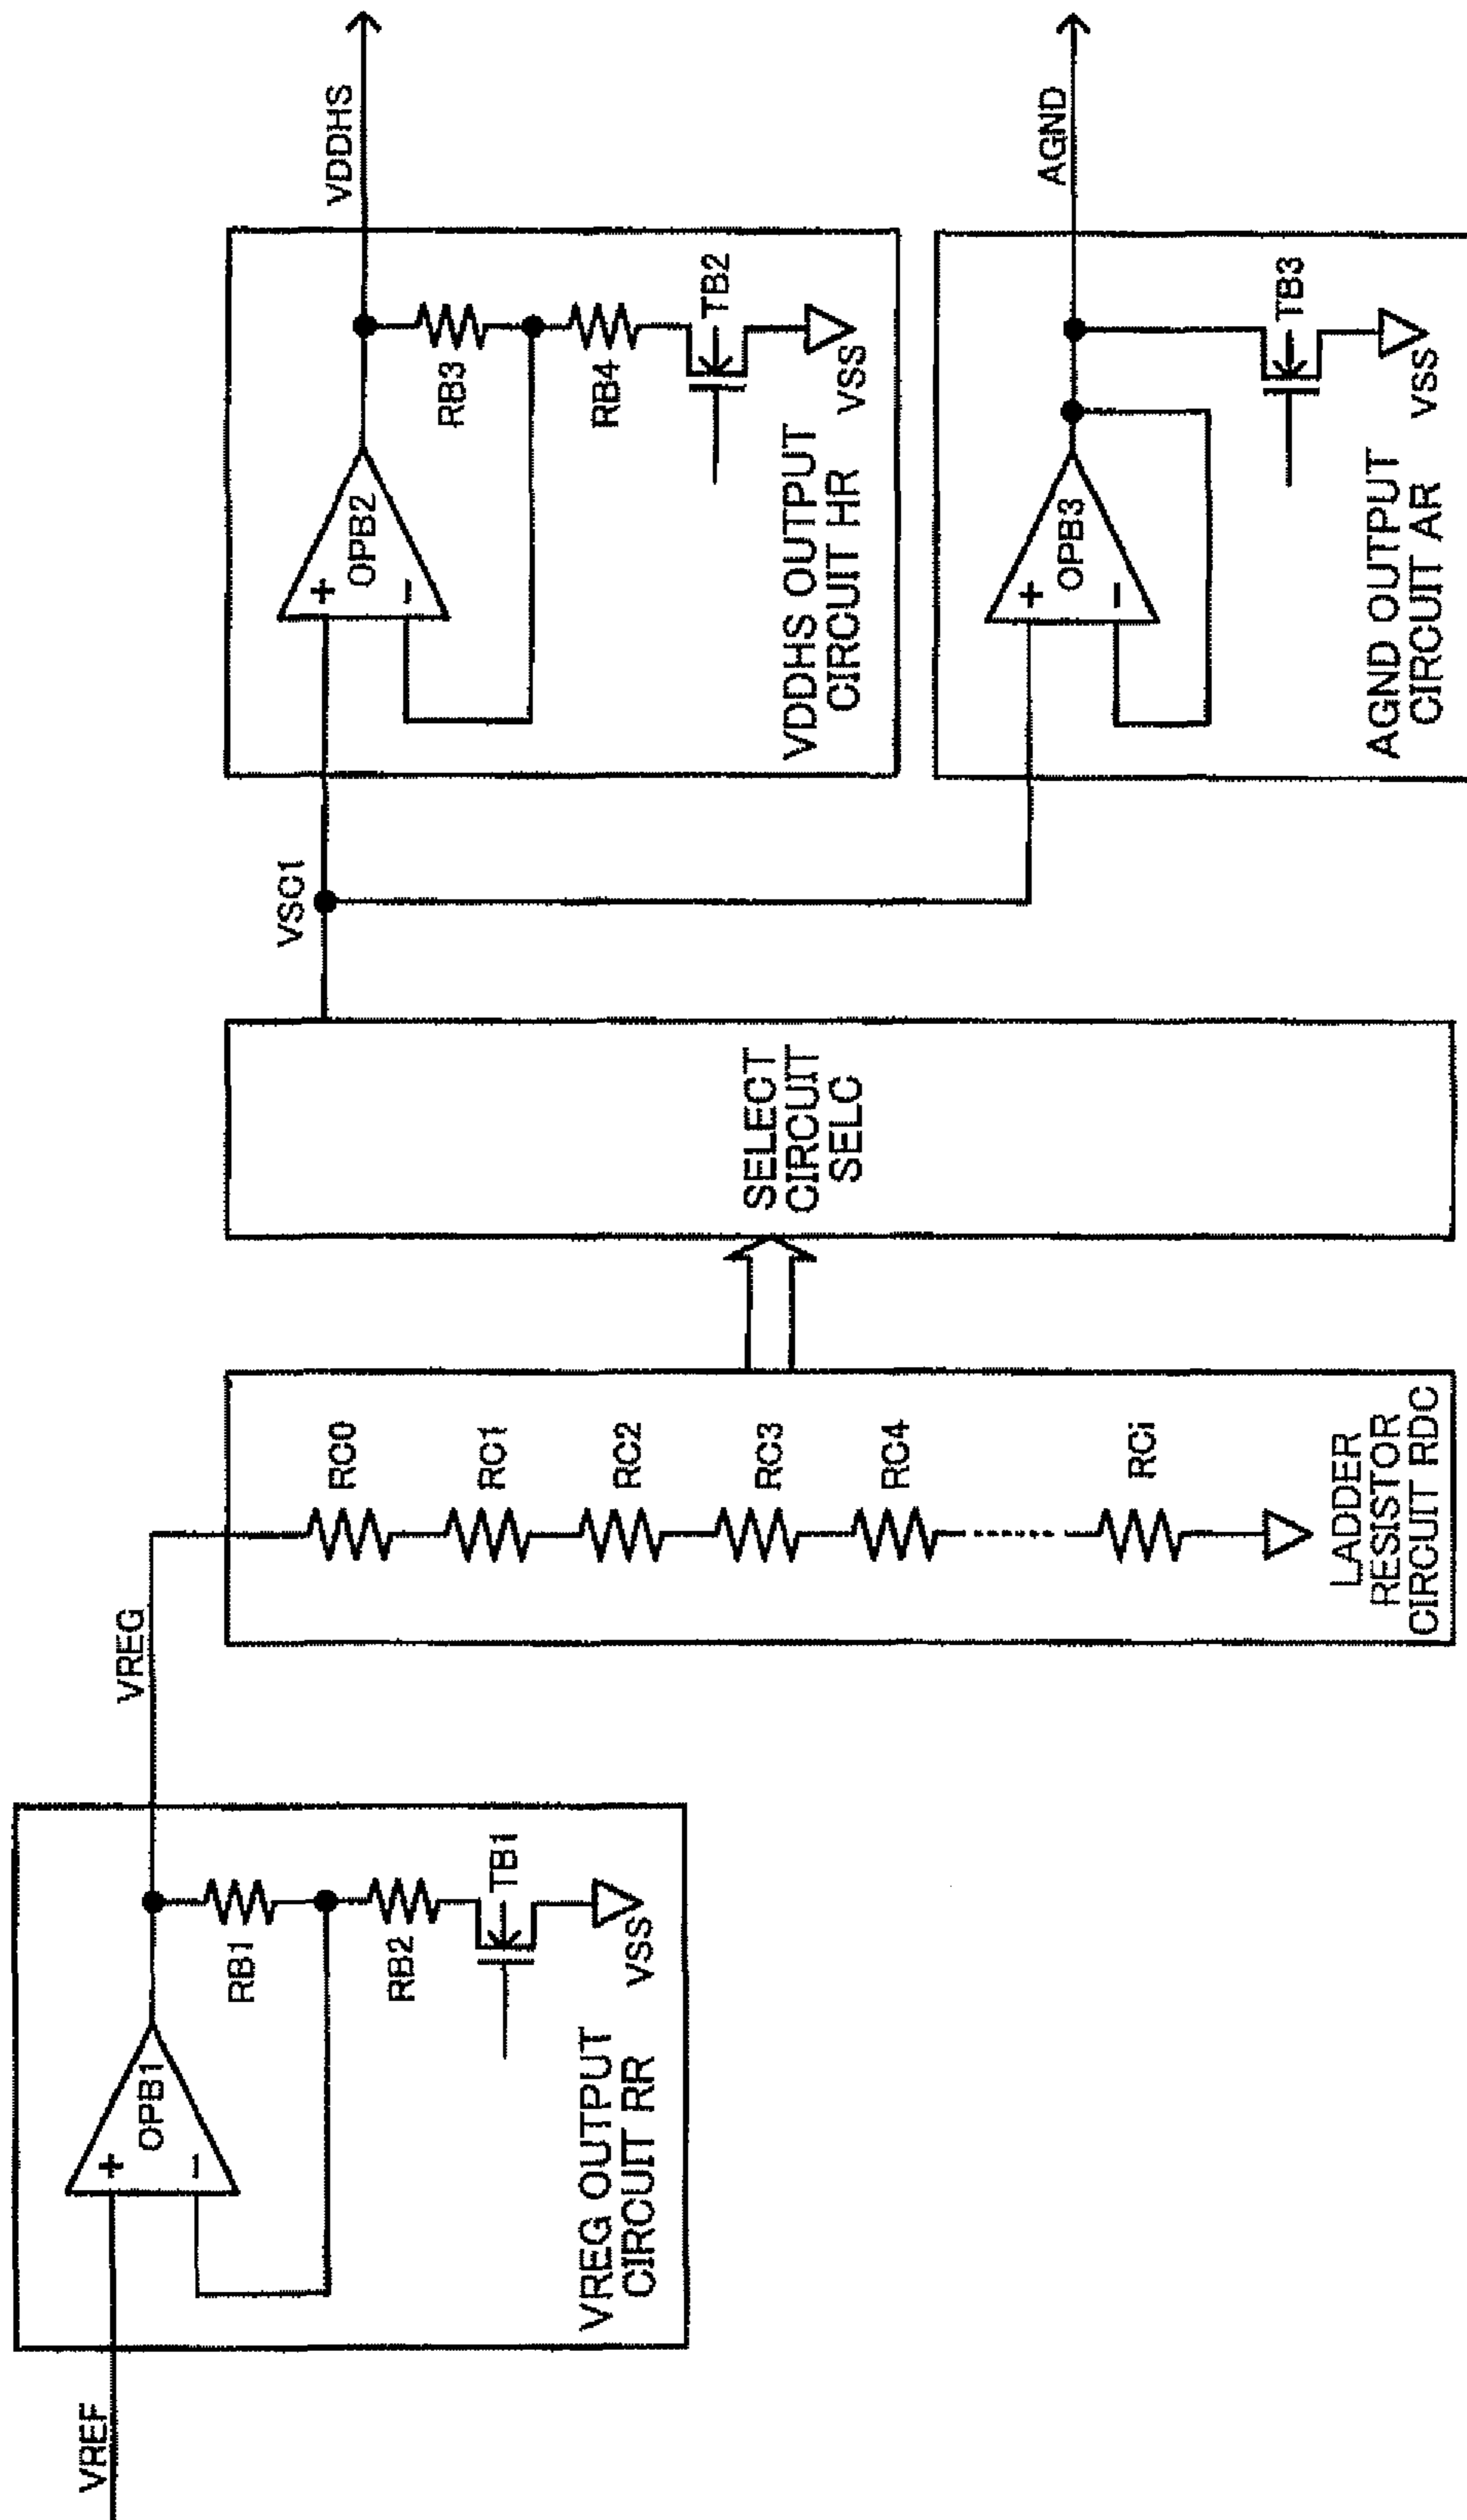 VREF
OPB1
+
-
RB1
RB2
TB1
VSS
VREG OUTPUT
CIRCUIT RR
VREG
RC0
RC1
RC2
RC3
RC4
RCi
LADDER
RESISTOR
CIRCUIT RDC
SELECT
CIRCUIT
SELC
VSC1
OPB2
+
-
RB3
RB4
TB2
VSS
VDDHS OUTPUT
CIRCUIT HR
VDDHS
OPB3
+
-
TB3
VSS
AGND OUTPUT
CIRCUIT AR
AGND